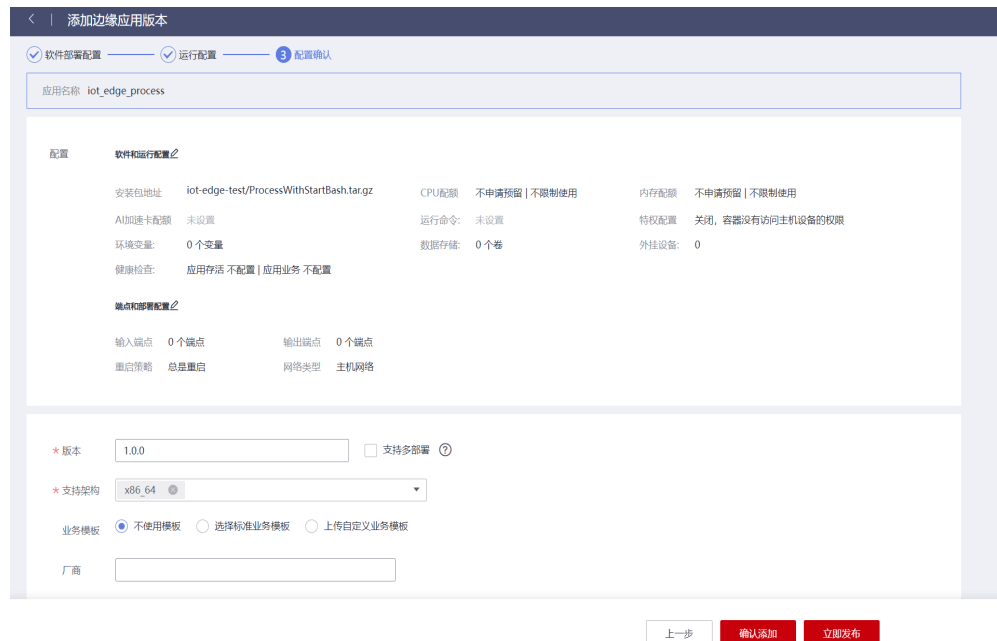 添加边缘应用版本
软件部署配置 运行配置 3 配置确认
应用名称 iot_edge_process
配置 软件和运行配置
安装包地址 iot-edge-test/ProcessWithStartBash.tar.gz CPU配额 不申请预留 | 不限制使用 内存配额 不申请预留 | 不限制使用
AI加速卡配额 未设置 运行命令: 未设置 特权配置 关闭，容器没有访问主机设备的权限
环境变量: 0 个变量 数据存储: 0 个卷 外挂设备: 0
健康检查: 应用存活 不配置 | 应用业务 不配置
端点和部署配置
输入端点 0 个端点 输出端点 0 个端点
重启策略 总是重启 网络类型 主机网络
* 版本 1.0.0 支持多部署 ?
* 支持架构 x86_64
业务模板 不使用模板 选择标准业务模板 上传自定义业务模板
厂商
上一步 确认添加 立即发布